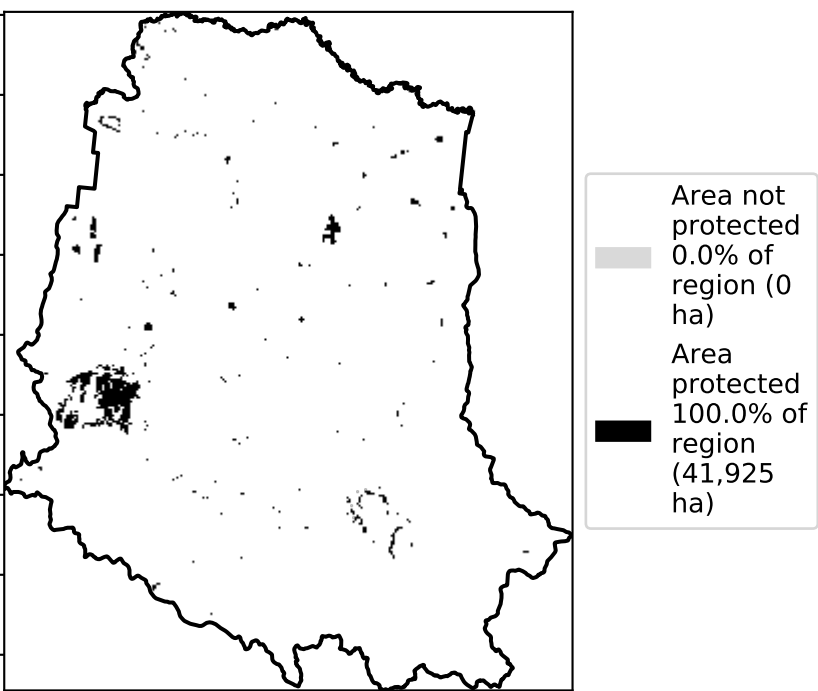 Area not
protected
0.0% of
region (0
ha)
Area
protected
100.0% of
region
(41,925
ha)